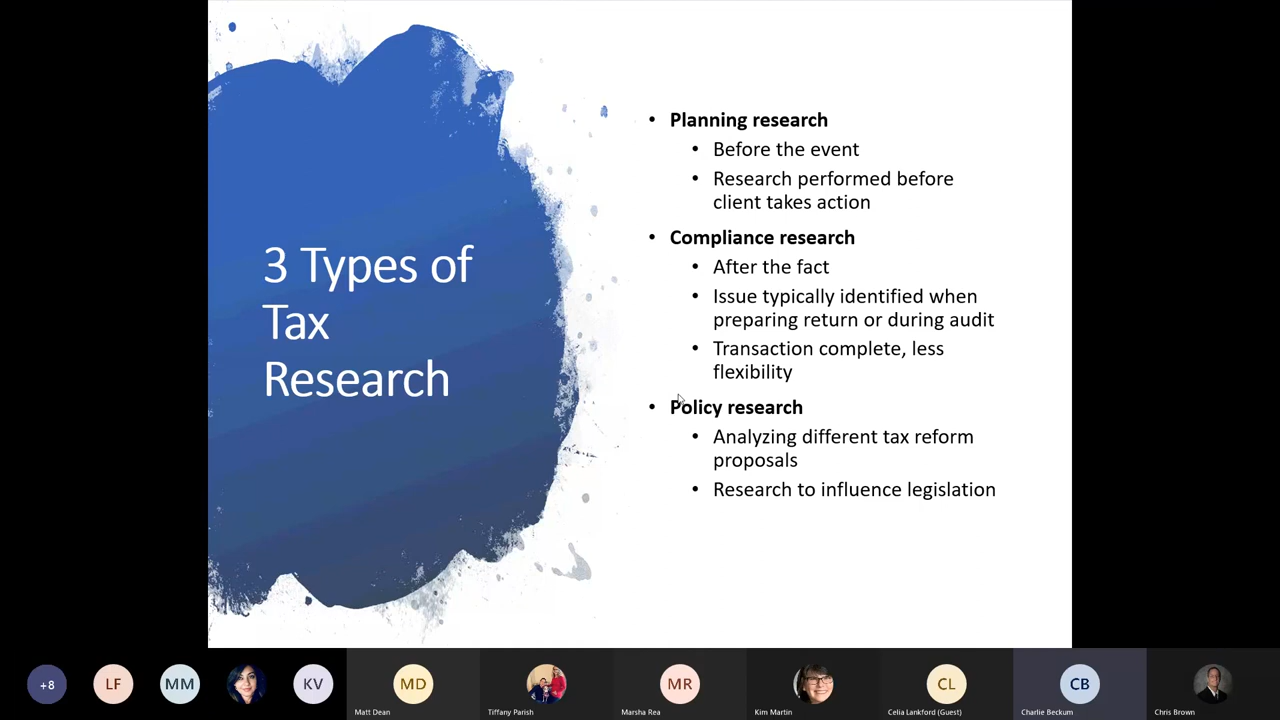 3 Types of
Tax
Research
• Planning research
• Before the event
• Research performed before
client takes action
• Compliance research
• After the fact
• Issue typically identified when
preparing return or during audit
• Transaction complete, less
flexibility
• Policy research
• Analyzing different tax reform
proposals
• Research to influence legislation
+8
LF
MM
KV
MD
Matt Dean
Tiffany Parish
MR
Marsha Rea
Kim Martin
CL
Celia Lankford (Guest)
CB
Charlie Beckum
Chris Brown